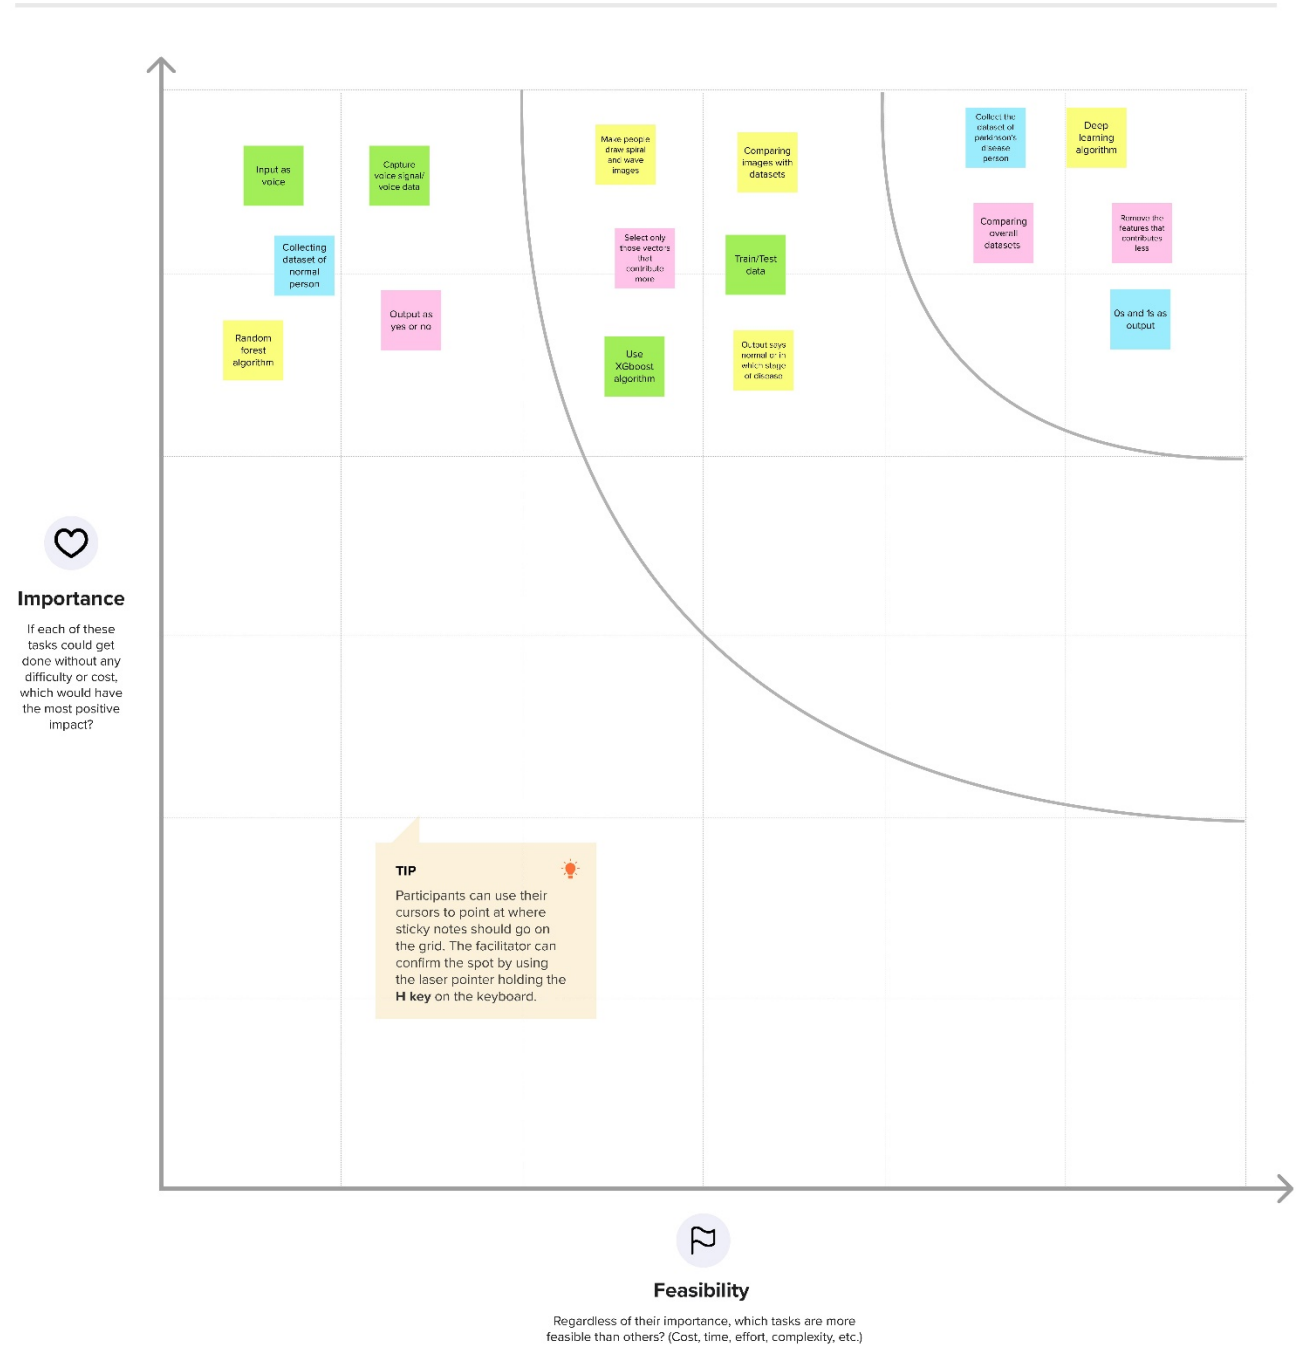 Input as
voice
Capture
voice signal/
voice data
Collecting
dataset of
normal
person
Output as
yes or no
Random
forest
algorithm
Make people
draw spiral
and wave
images
Comparing
images with
datasets
Select only
those vectors
that
contribute
more
Train/Test
data
Use
XGboost
algorithm
Output says
normal or in
which stage
of disease
Collect the
dataset of
parkinson's
disease
person
Deep
learning
algorithm
Comparing
overall
datasets
Remove the
features that
contributes
less
0s and 1s as
output
Importance
If each of these
tasks could get
done without any
difficulty or cost,
which would have
the most positive
impact?
TIP
Participants can use their
cursors to point at where
sticky notes should go on
the grid. The facilitator can
confirm the spot by using
the laser pointer holding the
H key on the keyboard.
Feasibility
Regardless of their importance, which tasks are more
feasible than others? (Cost, time, effort, complexity, etc.)